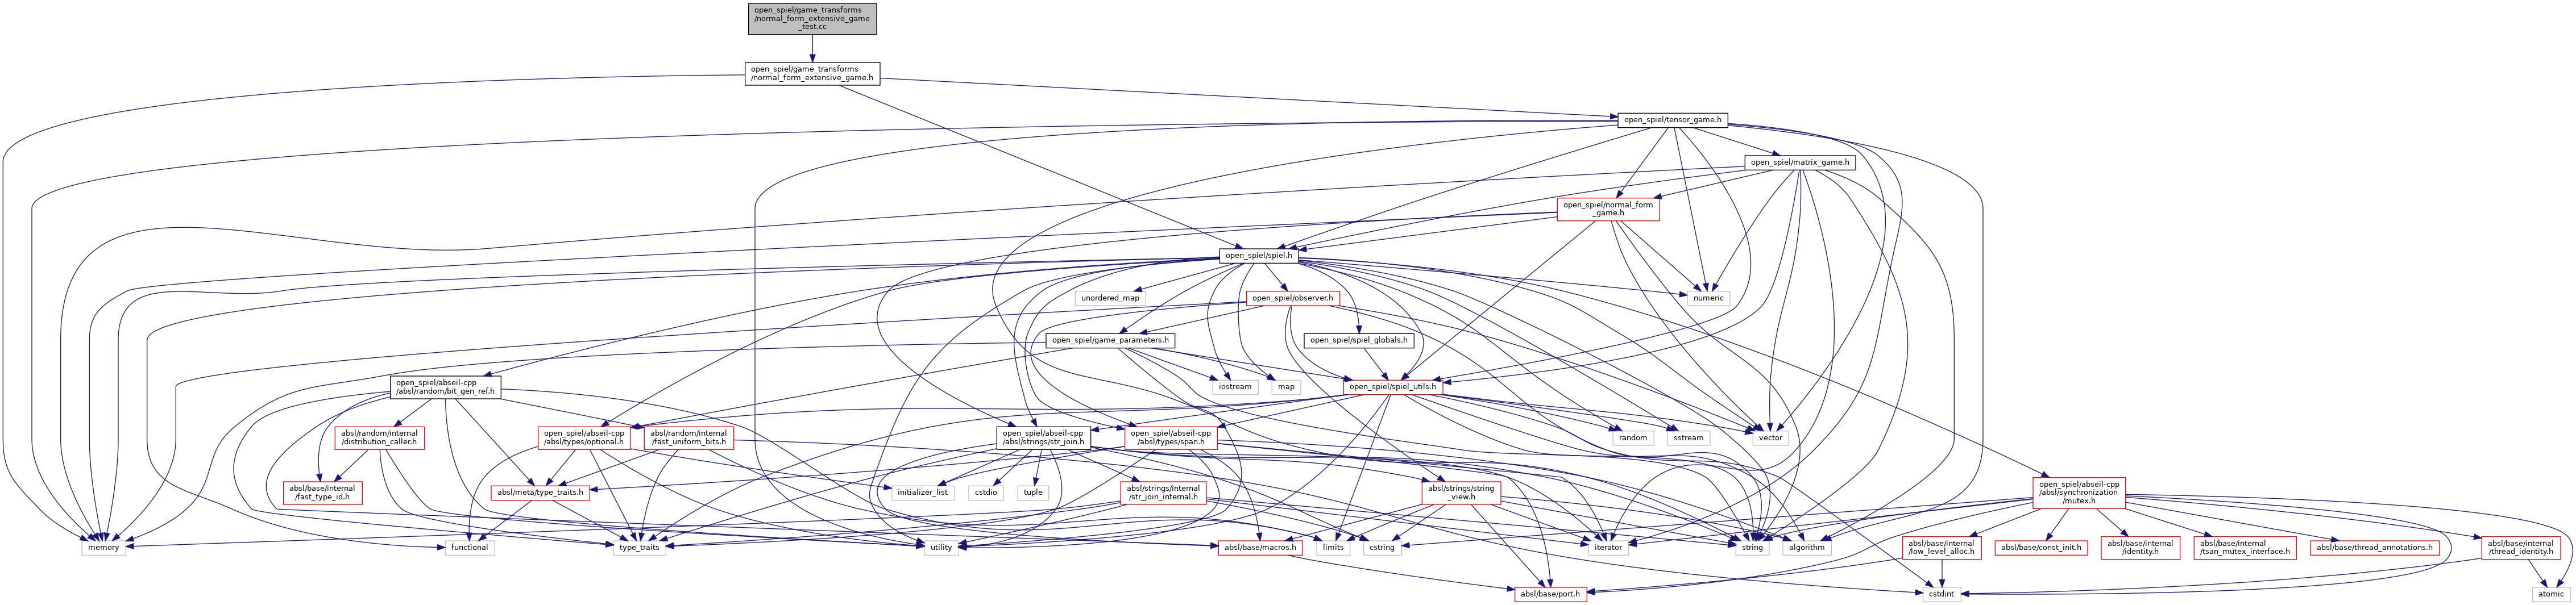 open_spiel/game_transforms
/normal_form_extensive_game
_test.cc
open_spiel/game_transforms
/normal_form_extensive_game.h
open_spiel/tensor_game.h
open_spiel/matrix_game.h
open_spiel/normal_form
_game.h
open_spiel/spiel.h
unordered_map
open_spiel/observer.h
numeric
open_spiel/game_parameters.h
open_spiel/spiel_globals.h
open_spiel/abseil-cpp
/absl/random/bit_gen_ref.h
iostream
map
open_spiel/spiel_utils.h
absl/random/internal
/distribution_caller.h
open_spiel/abseil-cpp
/absl/types/optional.h
absl/random/internal
/fast_uniform_bits.h
open_spiel/abseil-cpp
/absl/strings/str_join.h
open_spiel/abseil-cpp
/absl/types/span.h
random
sstream
vector
absl/base/internal
/fast_type_id.h
absl/meta/type_traits.h
initializer_list
cstdio
tuple
absl/strings/internal
/str_join_internal.h
absl/strings/string
_view.h
open_spiel/abseil-cpp
/absl/synchronization
/mutex.h
memory
functional
type_traits
utility
absl/base/macros.h
limits
cstring
iterator
string
algorithm
absl/base/internal
/low_level_alloc.h
absl/base/const_init.h
absl/base/internal
/identity.h
absl/base/internal
/tsan_mutex_interface.h
absl/base/thread_annotations.h
absl/base/internal
/thread_identity.h
absl/base/port.h
cstdint
atomic